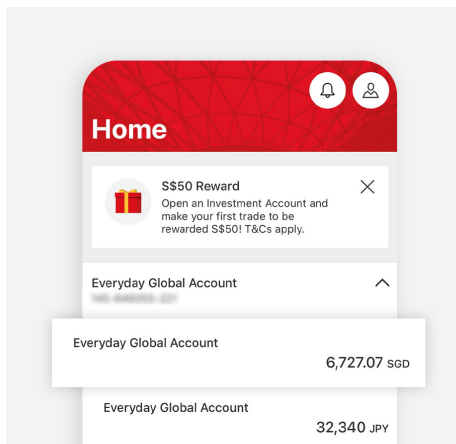 Home
S$50 Reward
Open an Investment Account and
make your first trade to be
rewarded S$50! T&Cs apply.
Everyday Global Account
Everyday Global Account
6,727.07 SGD
Everyday Global Account
32,340 JPY